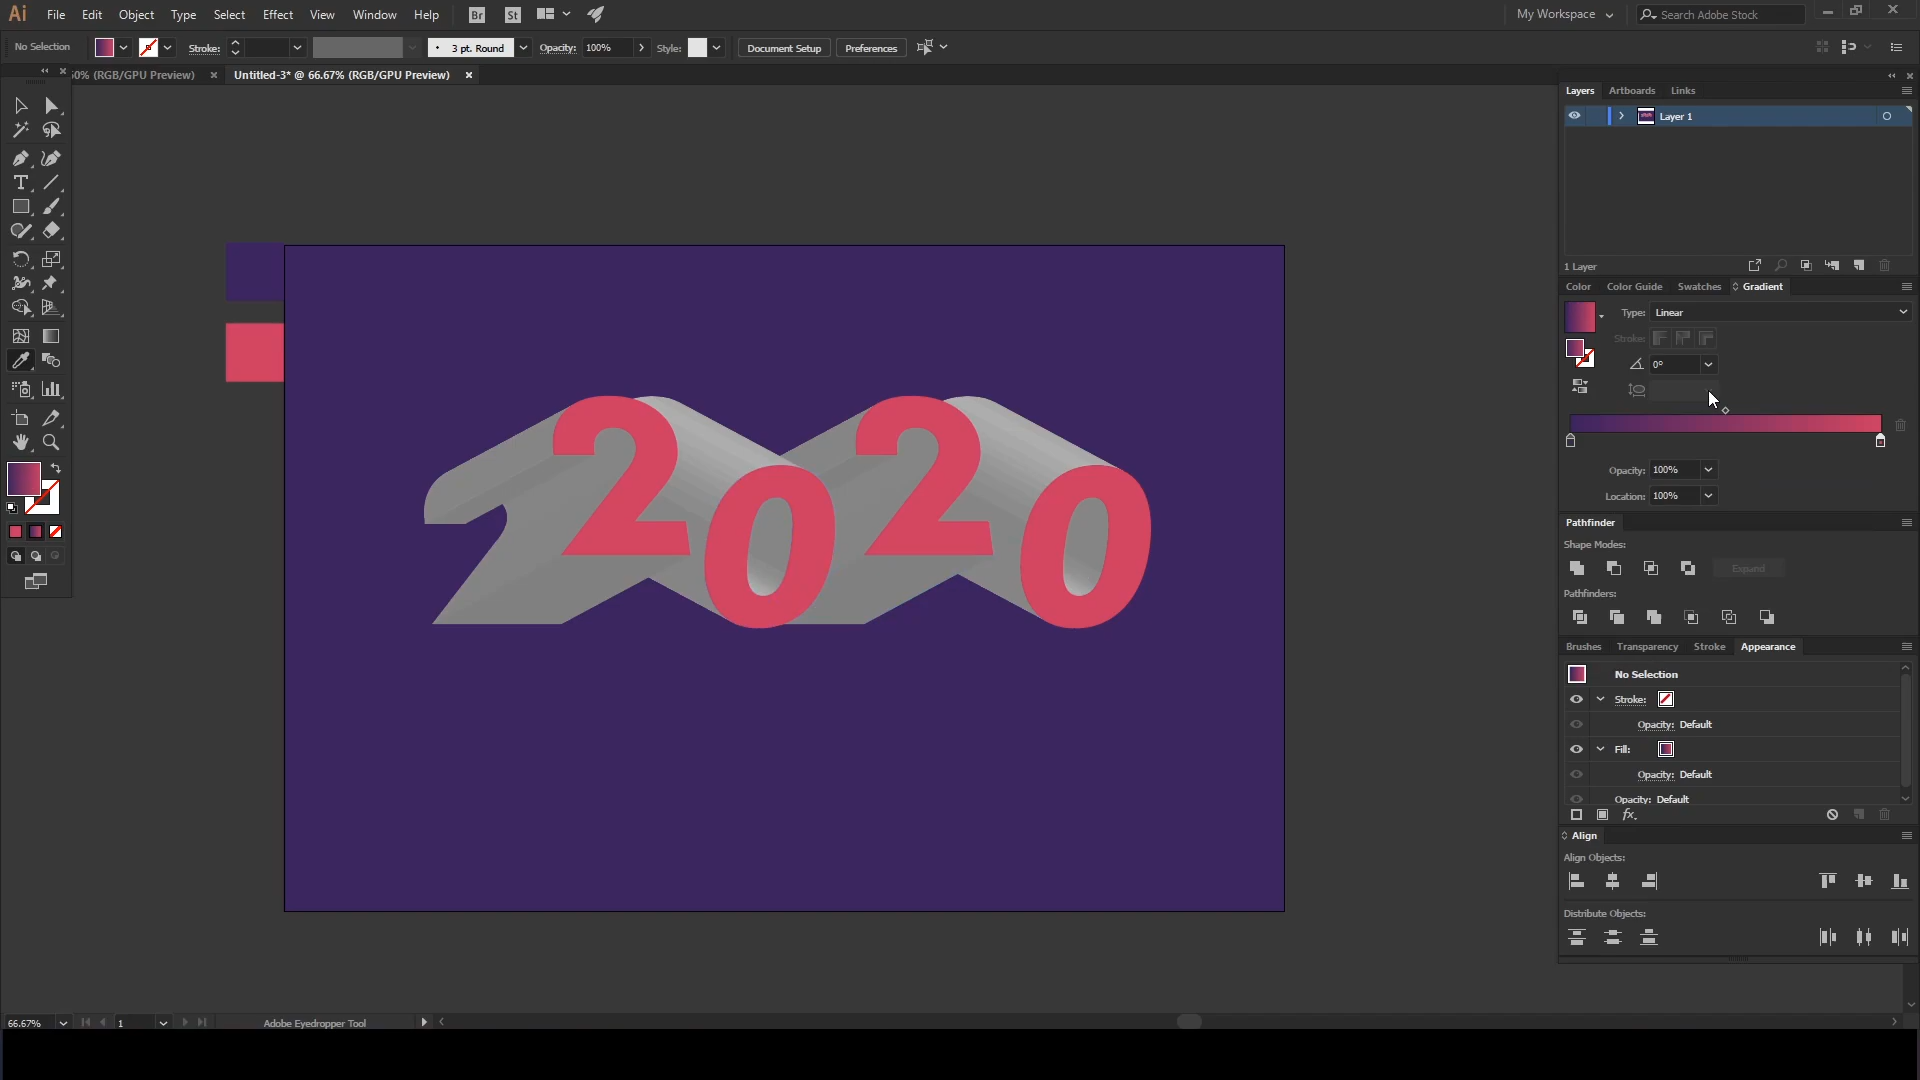 Ai File Edit Object Type Select Effect View Window Help Br St My Workspace Search Adobe Stock
No Selection Stroke: 3 pt. Round Opacity: 100% Style: Document Setup Preferences
0% (RGB/GPU Preview) × Untitled-3* @ 66.67% (RGB/GPU Preview) ×
Layers Artboards Links
Layer 1
1 Layer
Color Color Guide Swatches Gradient
Type: Linear
Stroke:
0°
Opacity: 100%
Location: 100%
Pathfinder
Shape Modes:
Expand
Pathfinders:
Brushes Transparency Stroke Appearance
No Selection
Stroke:
Opacity: Default
Fill:
Opacity: Default
Opacity: Default
fx.
Align
Align Objects:
Distribute Objects:
T
2020
66.67% 1 Adobe Eyedropper Tool